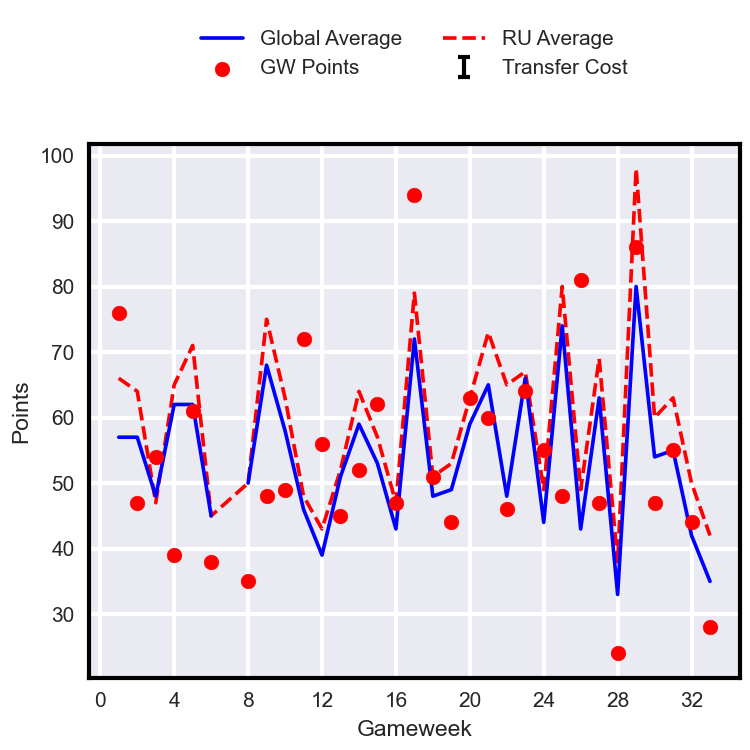 Global Average
RU Average
GW Points
Transfer Cost
100
90
80
70
60
50
40
30
Points
0 4 8 12 16 20 24 28 32
Gameweek